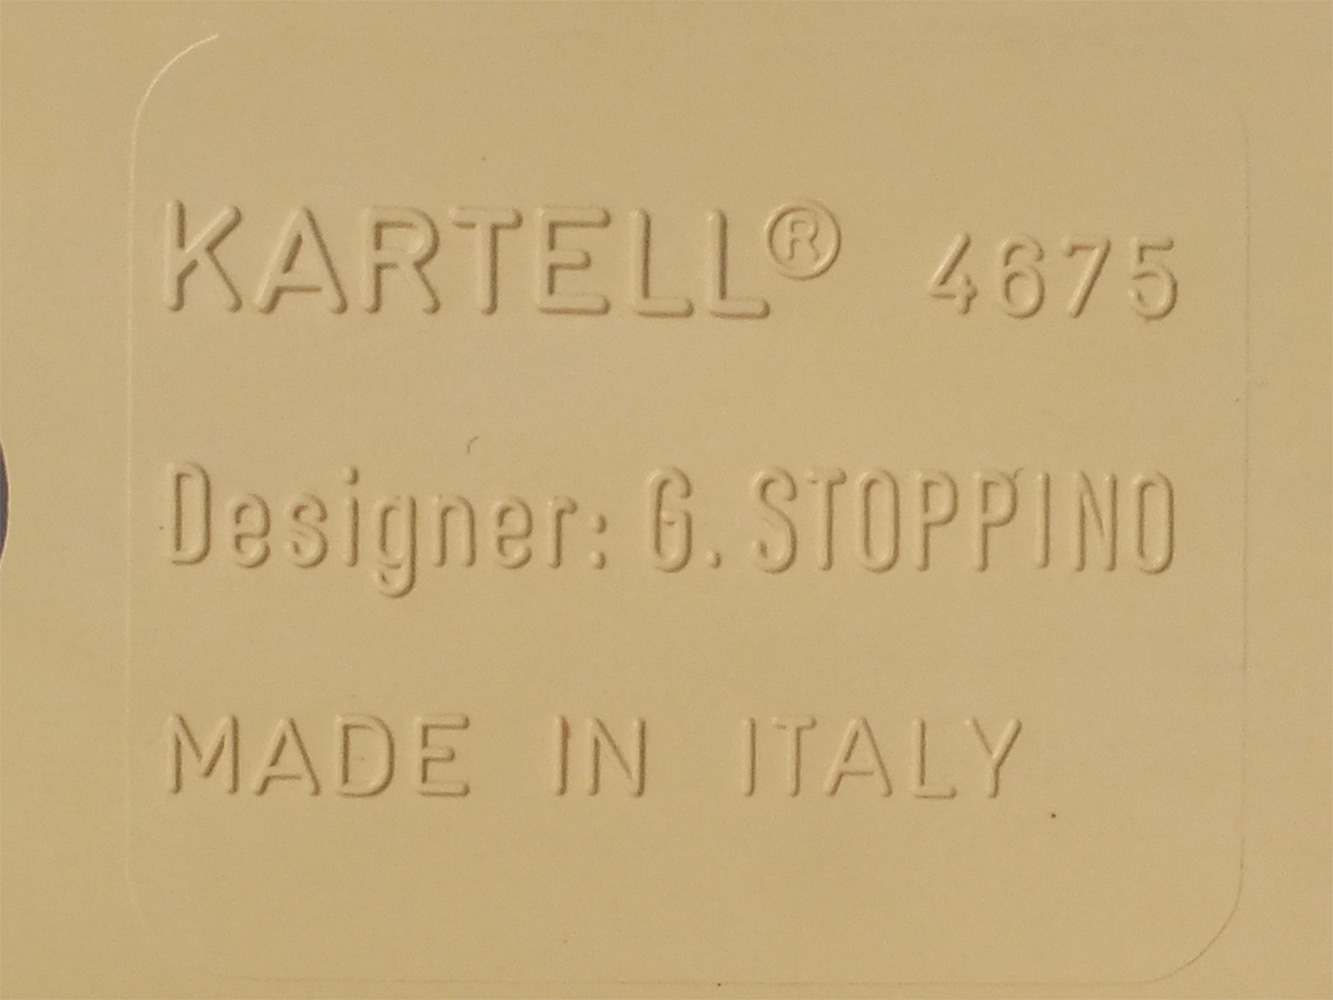 KARTELL® 4675
Designer: G. STOPPINO
MADE IN ITALY